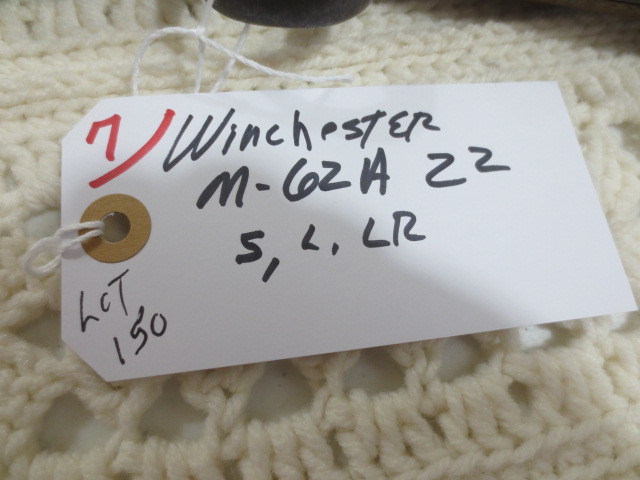 7) Winchester
M-62A 22
S, L. LR
LOT
150